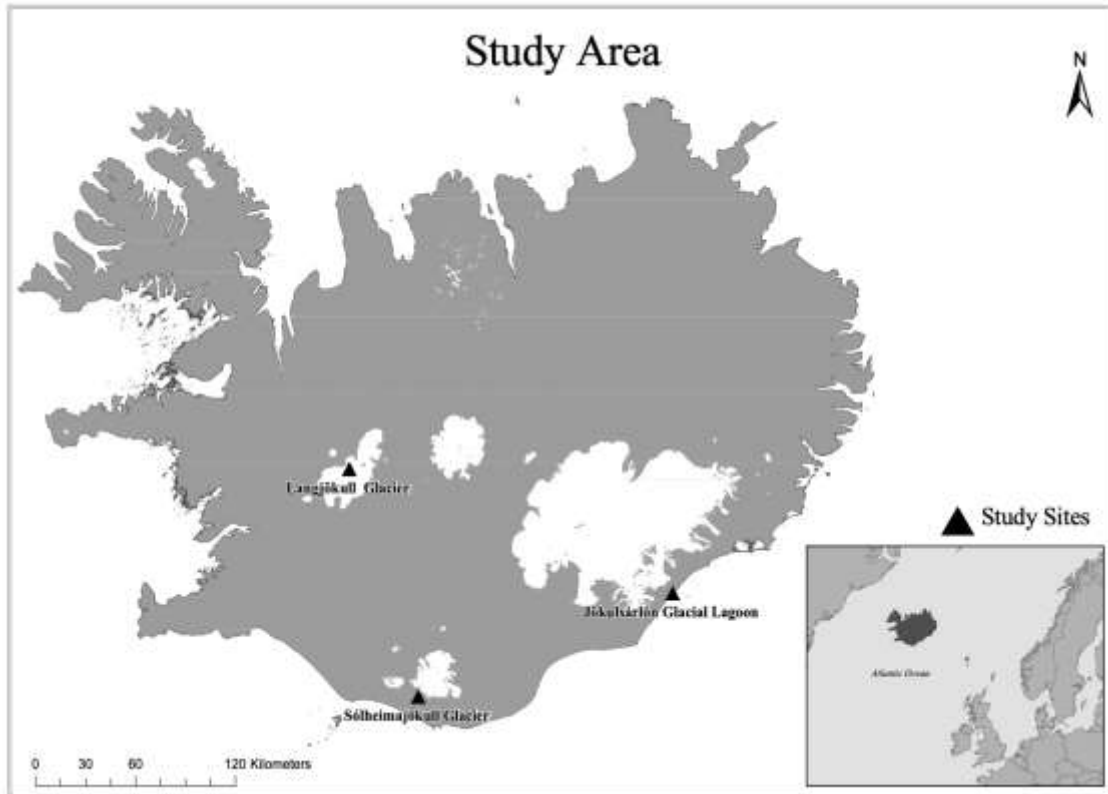 Study Area
N
Langjökull Glacier
Study Sites
Jökulsárlón Glacial Lagoon
Atlantic Ocean
Sólheimajökull Glacier
0 30 60 120 Kilometers